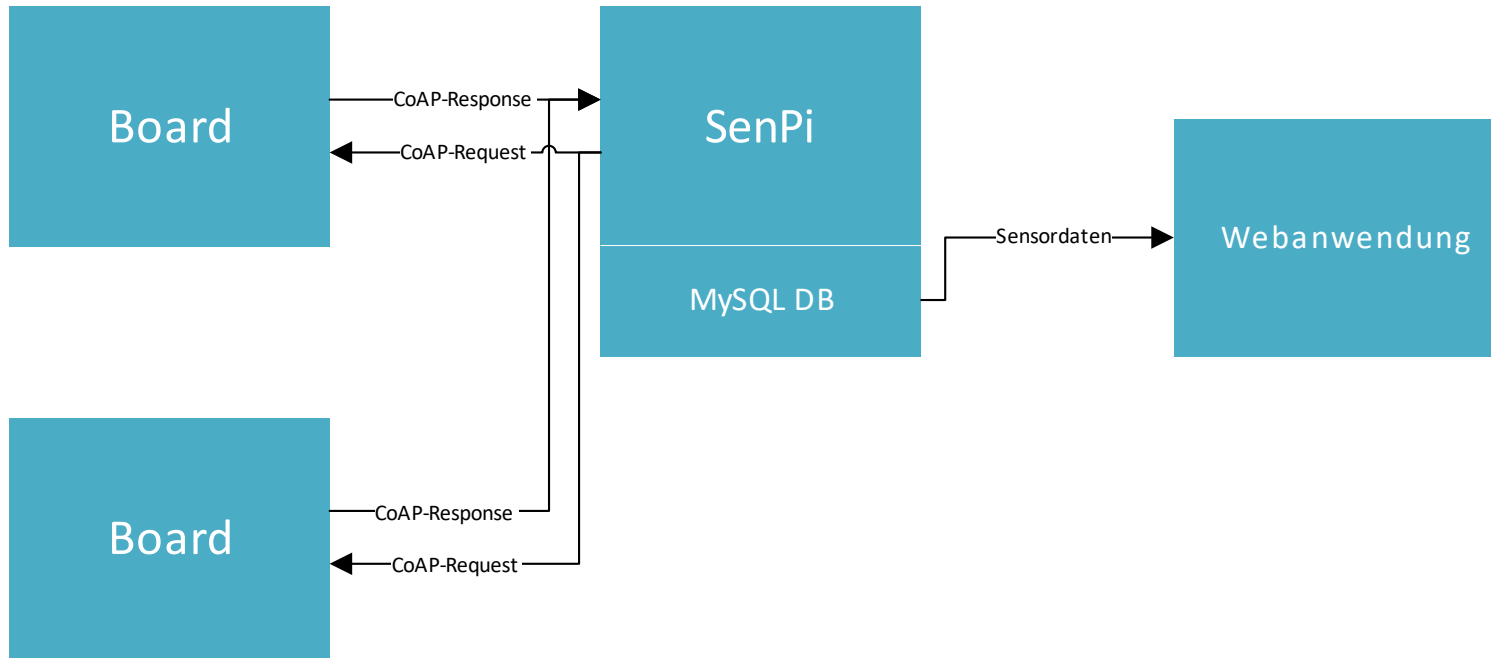 Board
CoAP-Response
CoAP-Request
SenPi
MySQL DB
Sensordaten
Webanwendung
Board
CoAP-Response
CoAP-Request